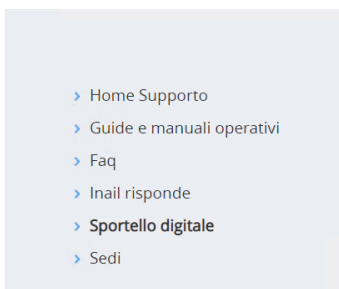 Home Supporto
Guide e manuali operativi
Faq
Inail risponde
Sportello digitale
Sedi